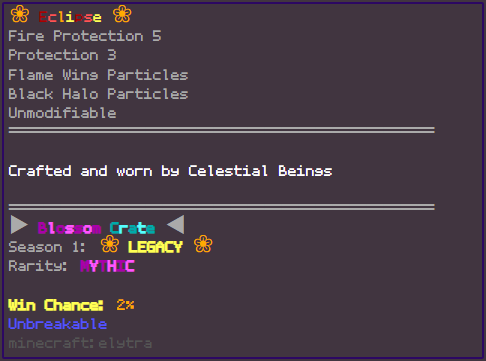 ❀ Eclipse ❀
Fire Protection 5
Protection 3
Flame Wing Particles
Black Halo Particles
Unmodifiable
Crafted and worn by Celestial Beings
▶ Blossom Crate ◀
Season 1: ❀ LEGACY ❀
Rarity: MYTHIC
Win Chance: 2%
Unbreakable
minecraft:elytra